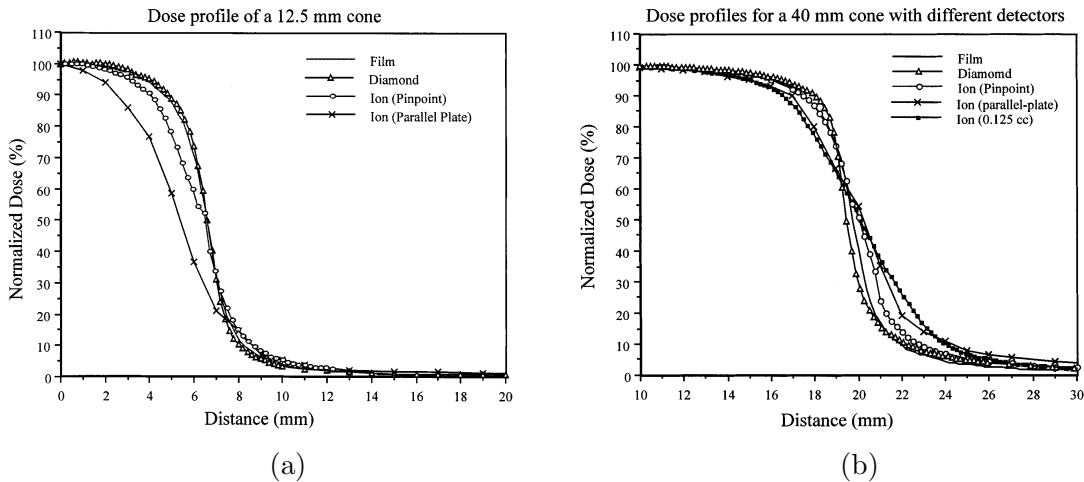 Dose profile of a 12.5 mm cone
110
100
90
80
70
60
50
40
30
20
10
0
Normalized Dose (%)
Film
Diamond
Ion (Pinpoint)
Ion (Parallel Plate)
0 2 4 6 8 10 12 14 16 18 20
Distance (mm)
(a)
Dose profiles for a 40 mm cone with different detectors
110
100
90
80
70
60
50
40
30
20
10
0
Normalized Dose (%)
Film
Diamomd
Ion (Pinpoint)
Ion (parallel-plate)
Ion (0.125 cc)
10 12 14 16 18 20 22 24 26 28 30
Distance (mm)
(b)